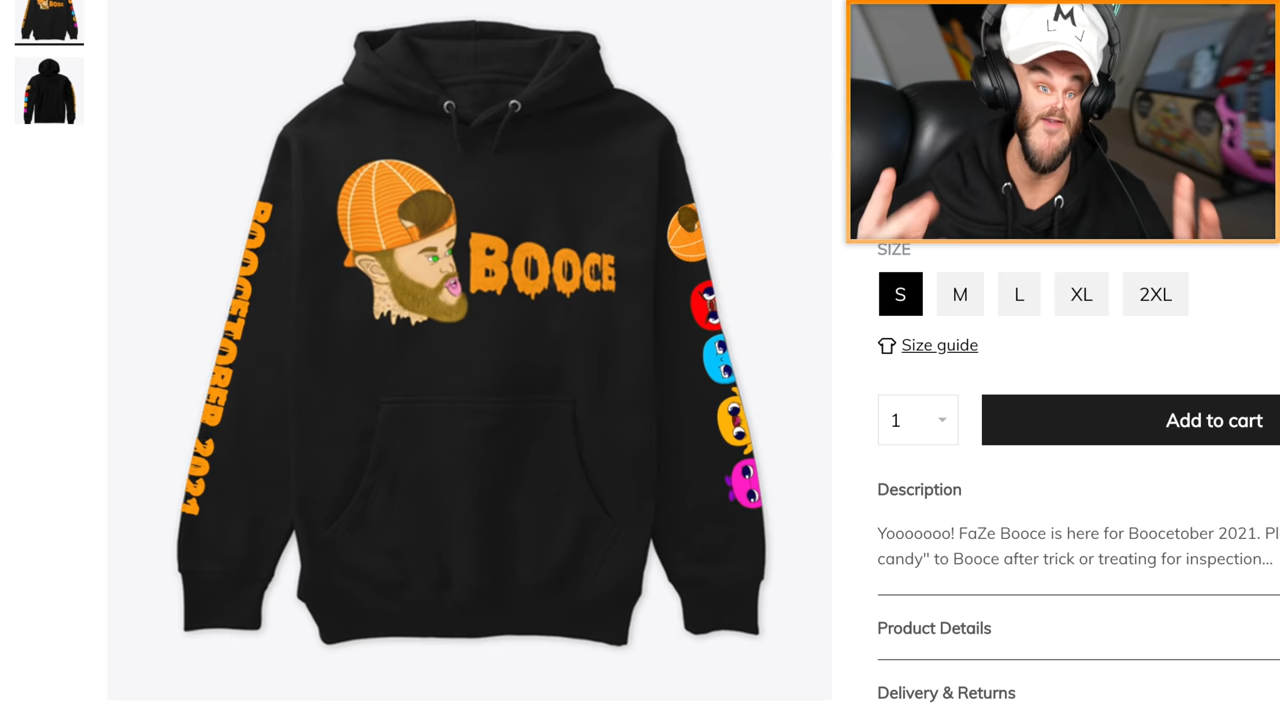 BOOCE
BOOCETOBER 2021
M
SIZE
S M L XL 2XL
Size guide
1
Add to cart
Description
Yooooooo! FaZe Booce is here for Boocetober 2021. Pl
candy" to Booce after trick or treating for inspection...
Product Details
Delivery & Returns